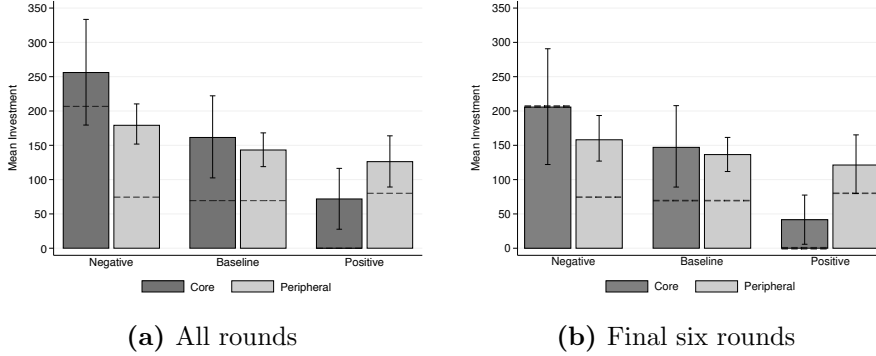 350
300
250
200
150
100
50
0
Mean Investment
Negative Baseline Positive
Core Peripheral
(a) All rounds
350
300
250
200
150
100
50
0
Mean Investment
Negative Baseline Positive
Core Peripheral
(b) Final six rounds